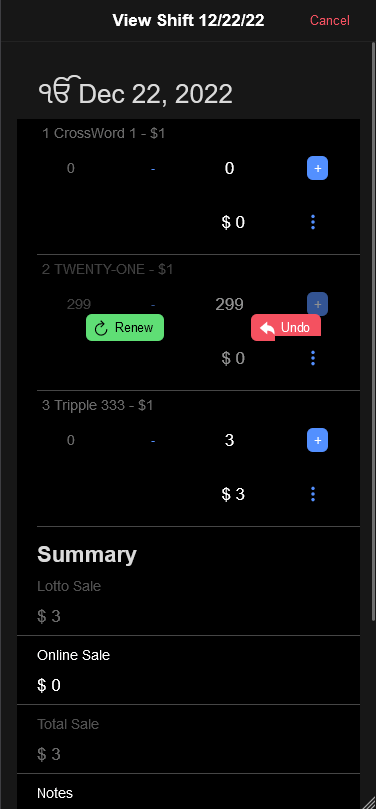 View Shift 12/22/22
Cancel
ੴ Dec 22, 2022
1 CrossWord 1 - $1
0 - 0 +
$ 0
2 TWENTY-ONE - $1
299 - 299 +
Renew
Undo
$ 0
3 Tripple 333 - $1
0 - 3 +
$ 3
Summary
Lotto Sale
$ 3
Online Sale
$ 0
Total Sale
$ 3
Notes